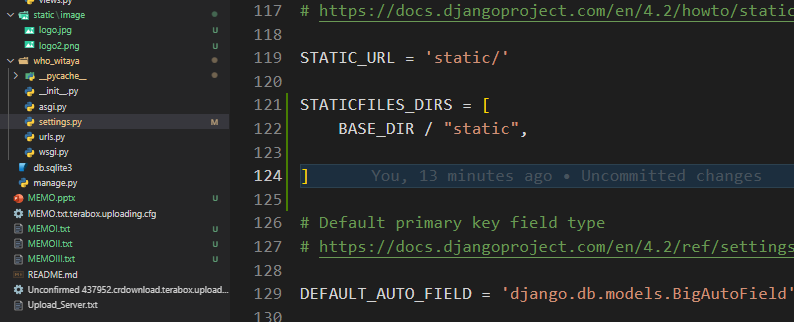 views.py
static\image
logo.jpg
logo2.png
who_witaya
__pycache__
__init__.py
asgi.py
settings.py M
urls.py
wsgi.py
db.sqlite3
manage.py
MEMO.pptx U
MEMO.txt.terabox.uploading.cfg
MEMOI.txt U
MEMOII.txt U
MEMOIII.txt U
README.md
Unconfirmed 437952.crdownload.terabox.upload...
Upload_Server.txt
117 # https://docs.djangoproject.com/en/4.2/howto/static
118
119 STATIC_URL = 'static/'
120
121 STATICFILES_DIRS = [
122 BASE_DIR / "static",
123
124 ] You, 13 minutes ago • Uncommitted changes
125
126 # Default primary key field type
127 # https://docs.djangoproject.com/en/4.2/ref/settings
128
129 DEFAULT_AUTO_FIELD = 'django.db.models.BigAutoField'
130